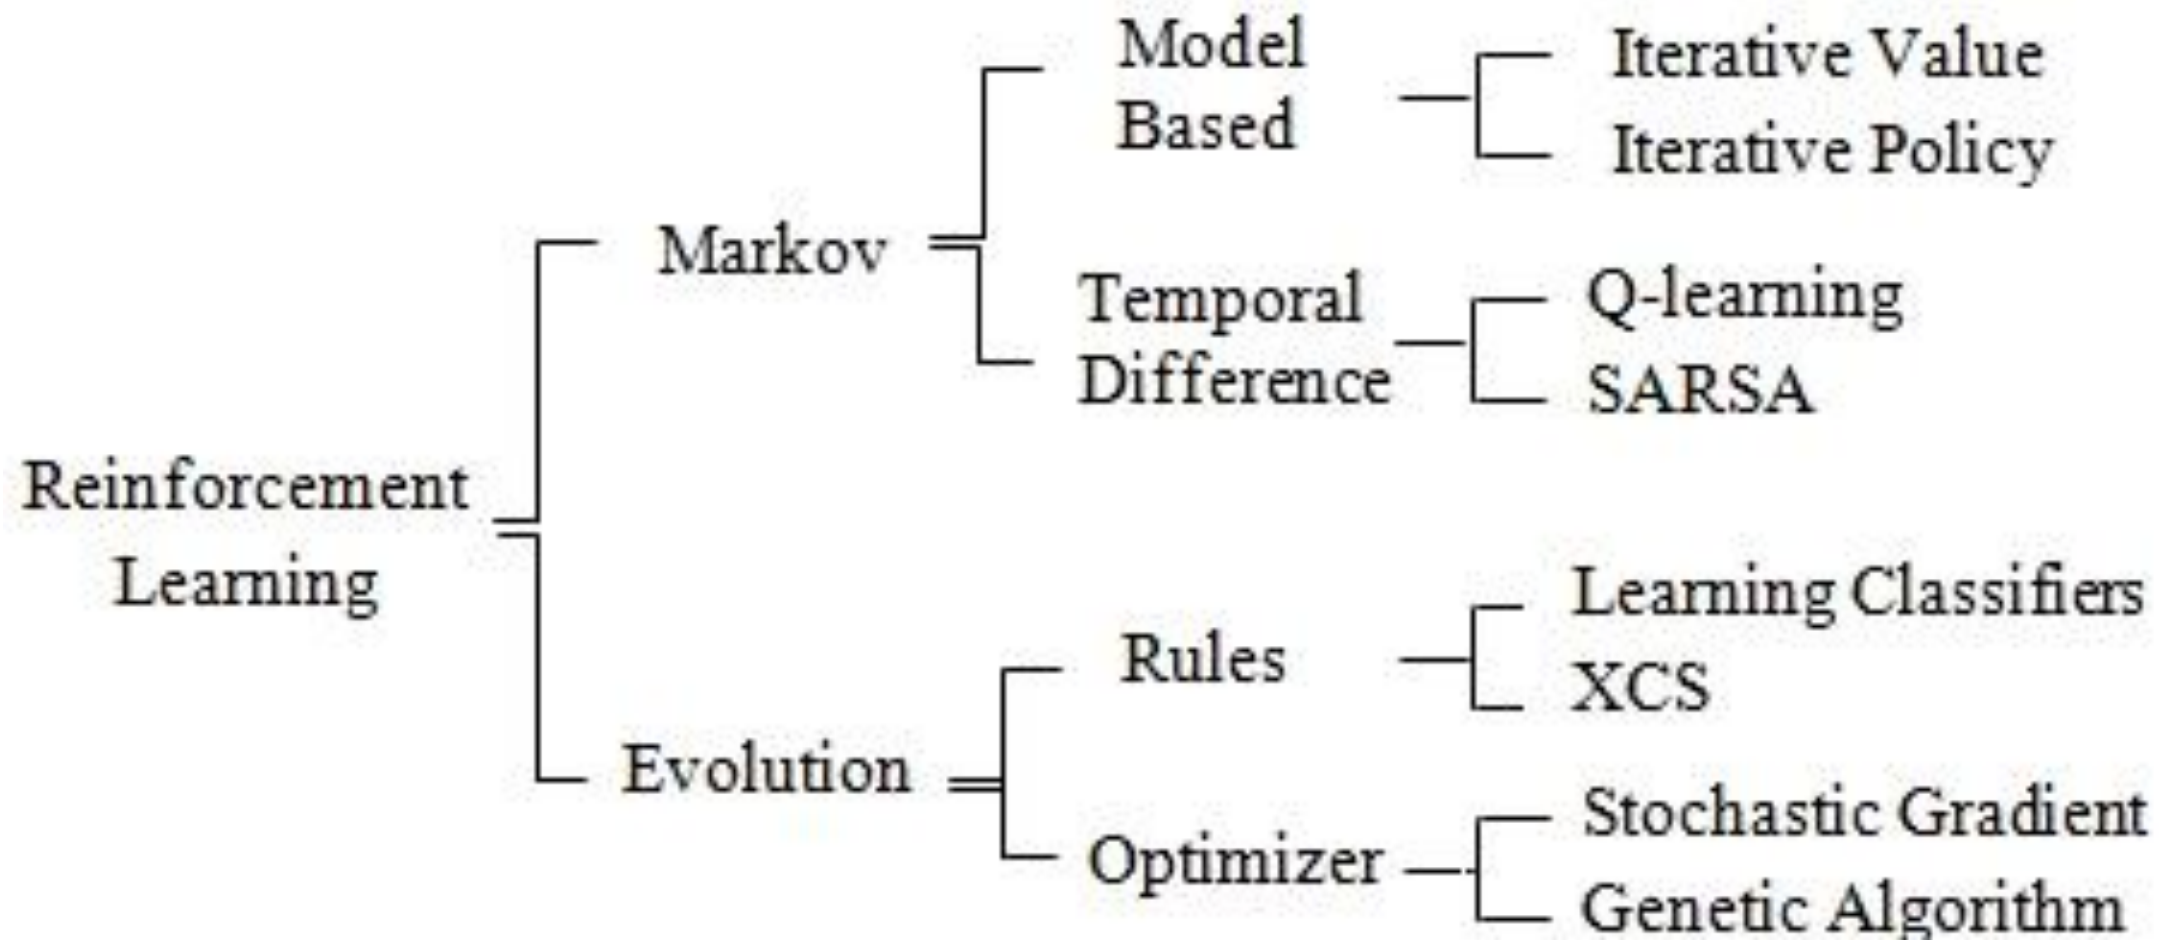 Reinforcement
Learning
Markov
Model
Based
Iterative Value
Iterative Policy
Temporal
Difference
Q-learning
SARSA
Evolution
Rules
Learning Classifiers
XCS
Optimizer
Stochastic Gradient
Genetic Algorithm